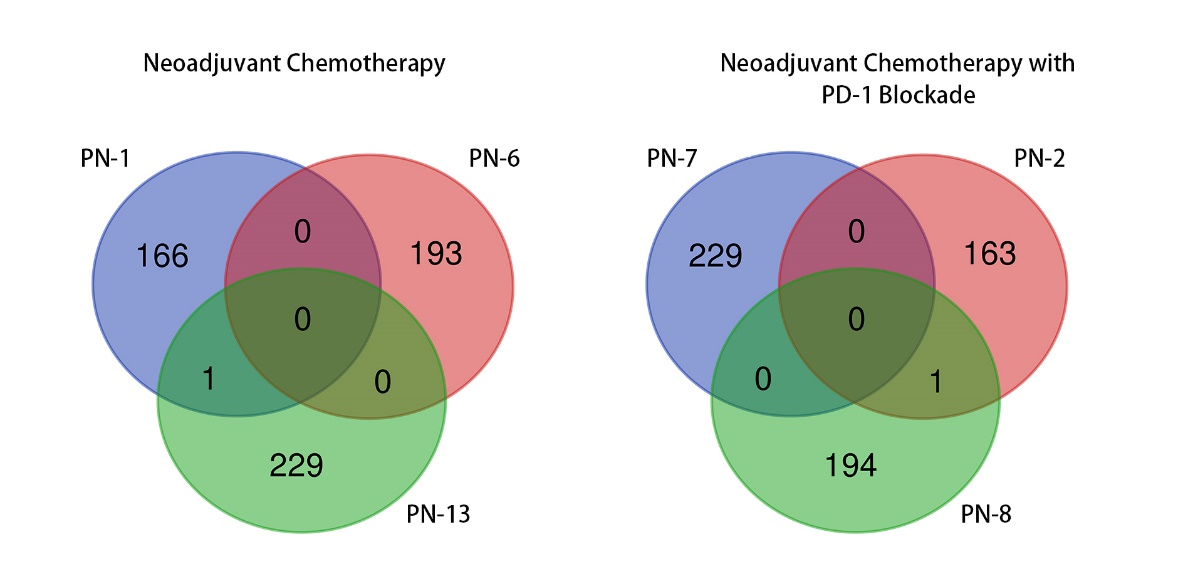 Neoadjuvant Chemotherapy
PN-1
PN-6
0
166
193
0
1
0
229
PN-13
Neoadjuvant Chemotherapy with
PD-1 Blockade
PN-7
PN-2
0
229
163
0
0
1
194
PN-8